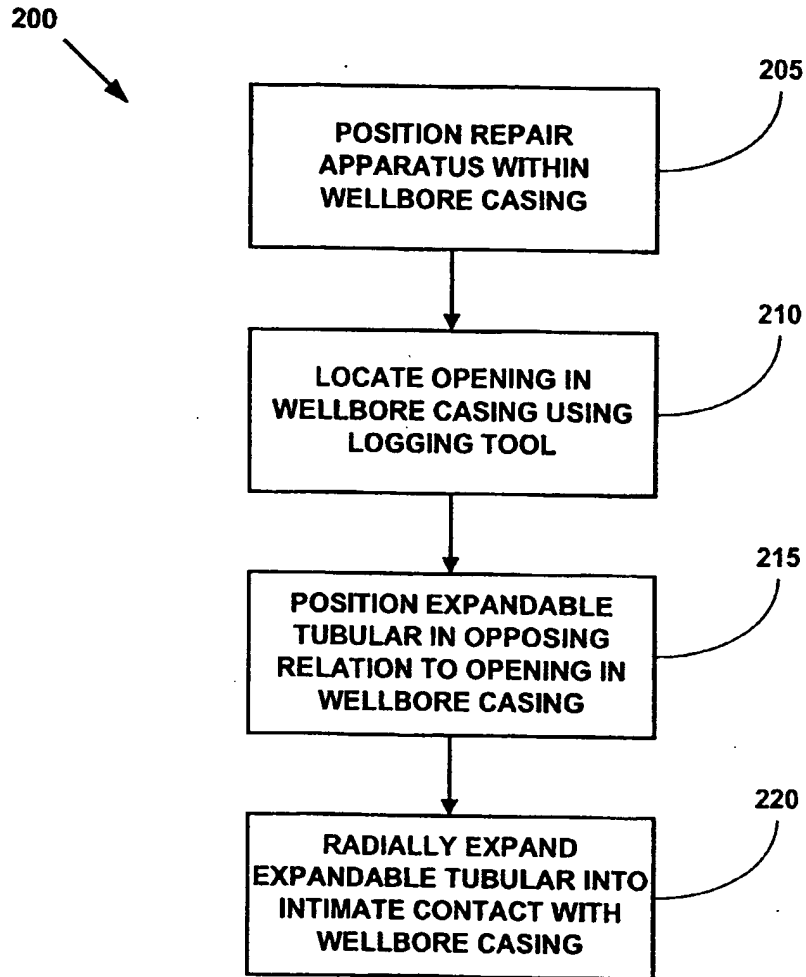 200
205
POSITION REPAIR
APPARATUS WITHIN
WELLBORE CASING
210
LOCATE OPENING IN
WELLBORE CASING USING
LOGGING TOOL
215
POSITION EXPANDABLE
TUBULAR IN OPPOSING
RELATION TO OPENING IN
WELLBORE CASING
220
RADIALLY EXPAND
EXPANDABLE TUBULAR INTO
INTIMATE CONTACT WITH
WELLBORE CASING